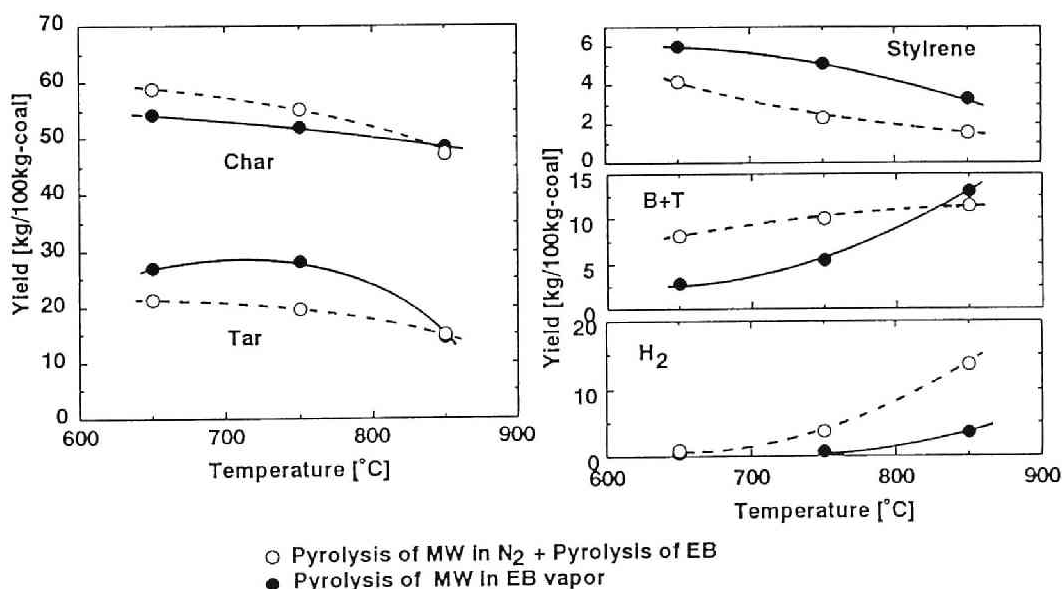 Yield [kg/100kg-coal]
70
60
50
40
30
20
10
0
Char
Tar
600
700
800
900
Temperature [˚C]
Yield [kg/100kg-coal]
6
4
2
0
Stylrene
15
10
5
0
B+T
20
10
0
H2
600
700
800
900
Temperature [˚C]
○ Pyrolysis of MW in N2 + Pyrolysis of EB
● Pyrolysis of MW in EB vapor